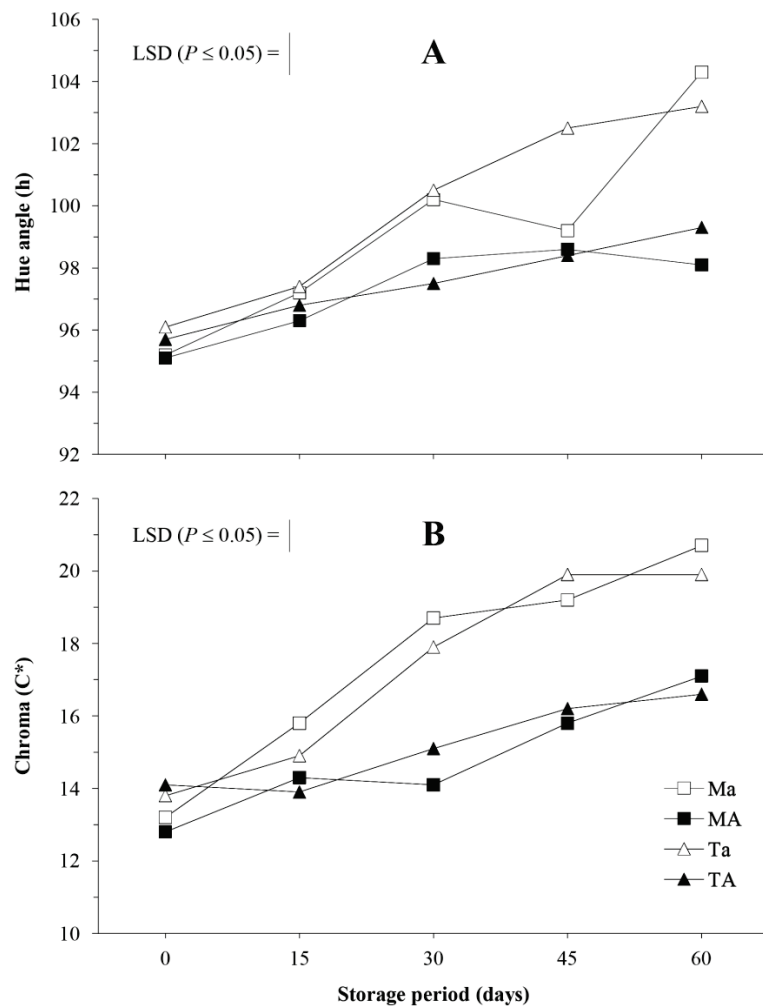 106
104
102
100
98
96
94
92
Hue angle (h)
LSD (P ≤ 0.05) =
A
22
20
18
16
14
12
10
Chroma (C*)
LSD (P ≤ 0.05) =
B
Ma
MA
Ta
TA
0 15 30 45 60
Storage period (days)